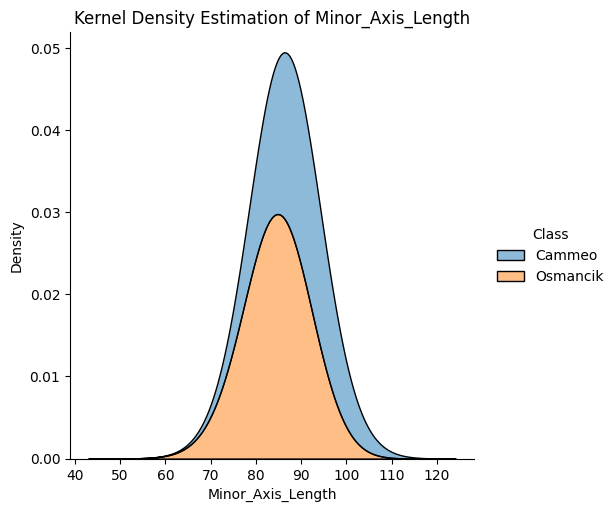 Kernel Density Estimation of Minor_Axis_Length
0.05
0.04
0.03
0.02
0.01
0.00
Density
40 50 60 70 80 90 100 110 120
Minor_Axis_Length
Class
Cammeo
Osmancik